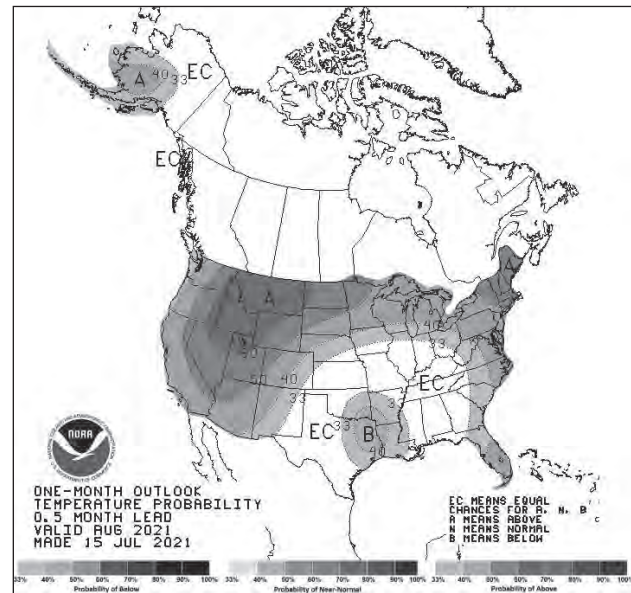 EC
A
40
33
EC
A
A
40
33
50
40
33
EC
33
EC
33
B
40
NOAA
ONE-MONTH OUTLOOK
TEMPERATURE PROBABILITY
0.5 MONTH LEAD
VALID AUG 2021
MADE 15 JUL 2021
EC MEANS EQUAL
CHANCES FOR A, N, B
A MEANS ABOVE
N MEANS NORMAL
B MEANS BELOW
33% 40% 50% 60% 70% 80% 90% 100%
33% 40% 50% 60% 70% 80% 90% 100%
33% 40% 50% 60% 70% 80% 90% 100%
Probability of Below
Probability of Near-Normal
Probability of Above